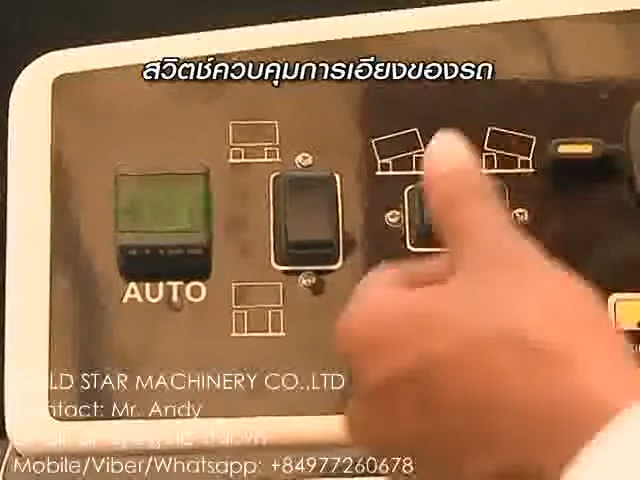 สวิตช์ควบคุมการเอียงของรถ
AUTO
LD STAR MACHINERY CO.,LTD
ntact: Mr. Andy
Mobile/Viber/Whatsapp: +84977260678